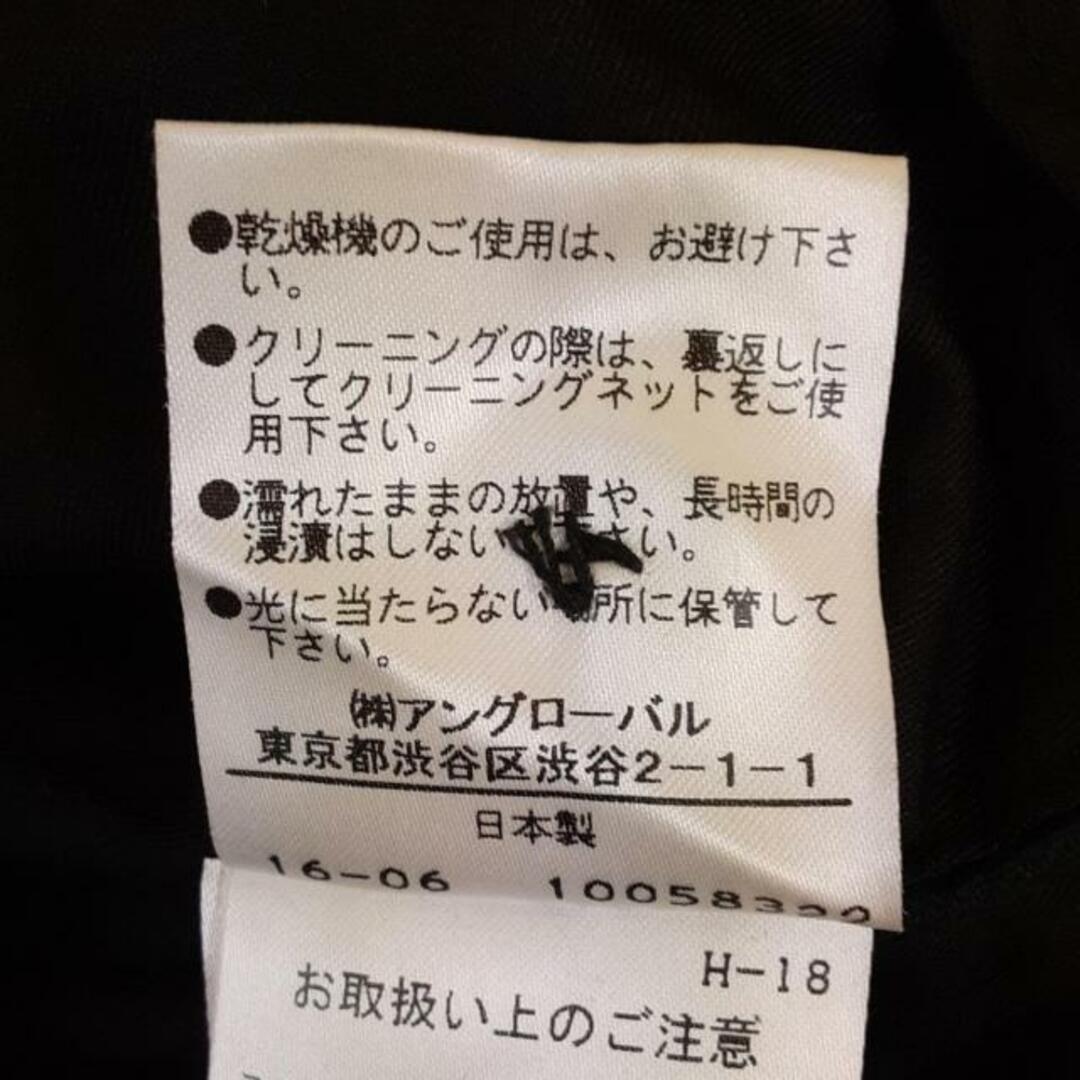 ●乾燥機のご使用は、お避け下さ
い。
●クリーニングの際は、裏返しに
してクリーニングネットをご使
用下さい。
●濡れたままの放置や、長時間の
浸漬はしない さい。
●光に当たらない 所に保管して
下さい。
㈱アングローバル
東京都渋谷区渋谷2-1-1
日本製
16-06
H-18
お取扱い上のご注意